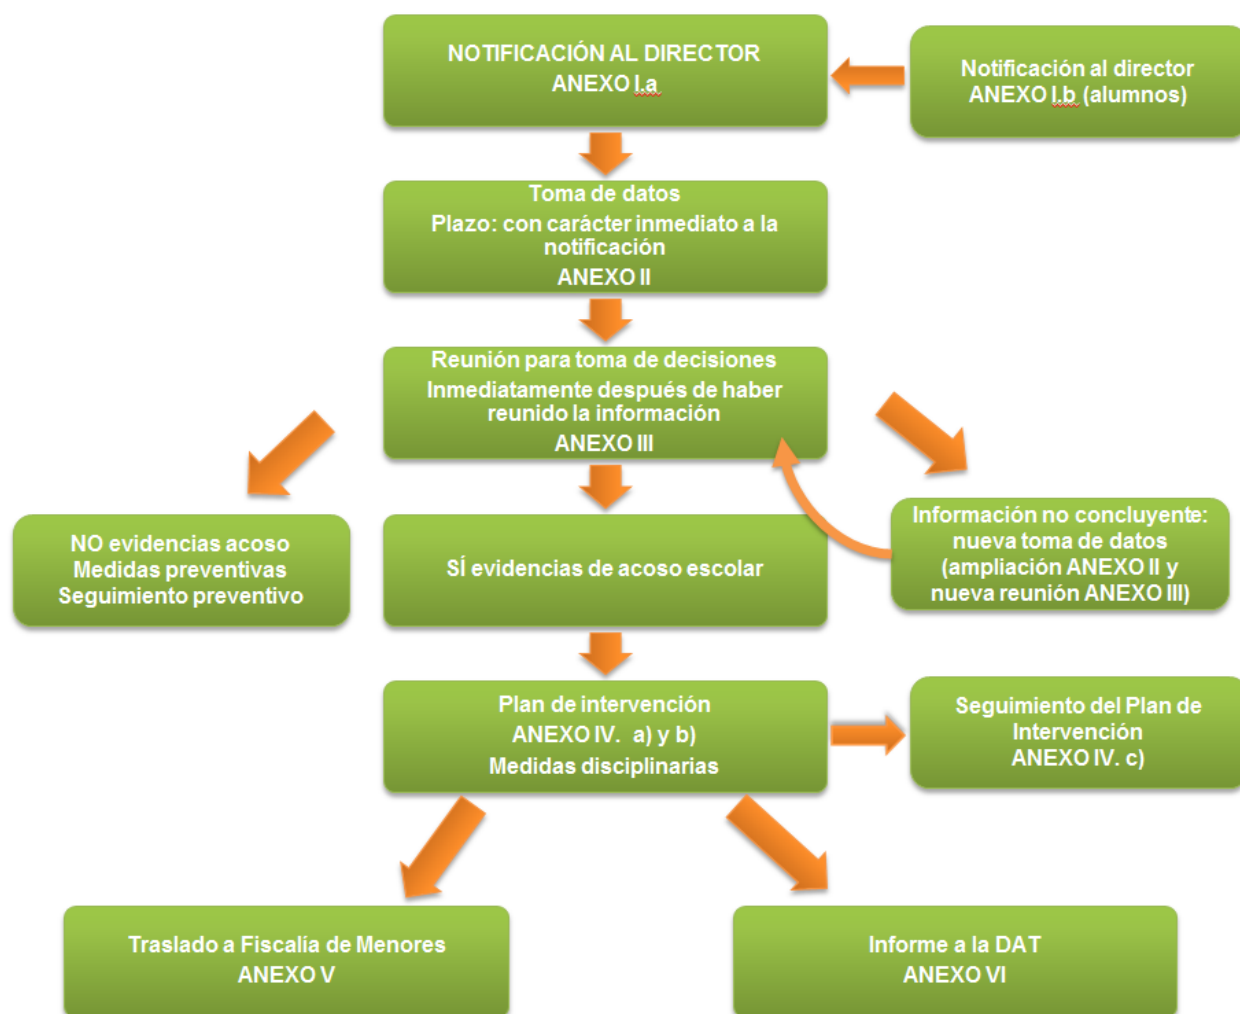 NOTIFICACIÓN AL DIRECTOR
ANEXO I.a
Notificación al director
ANEXO I.b (alumnos)
Toma de datos
Plazo: con carácter inmediato a la
notificación
ANEXO II
Reunión para toma de decisiones
Inmediatamente después de haber
reunido la información
ANEXO III
NO evidencias acoso
Medidas preventivas
Seguimiento preventivo
SÍ evidencias de acoso escolar
Información no concluyente:
nueva toma de datos
(ampliación ANEXO II y
nueva reunión ANEXO III)
Plan de intervención
ANEXO IV. a) y b)
Medidas disciplinarias
Seguimiento del Plan de
Intervención
ANEXO IV. c)
Traslado a Fiscalía de Menores
ANEXO V
Informe a la DAT
ANEXO VI